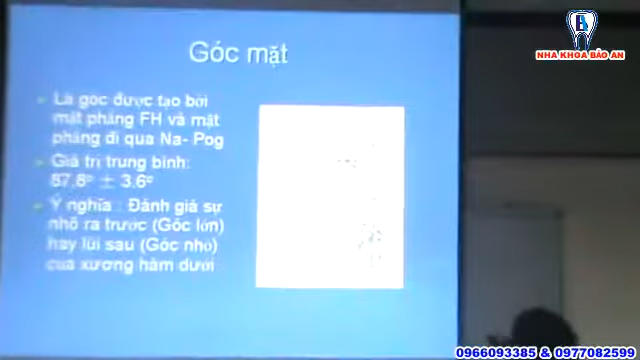 Góc mặt
Là góc được tạo bởi
mặt phẳng FH và mặt
phẳng đi qua Na- Pog
Giá trị trung bình:
87.8º ± 3.6º
Ý nghĩa : Đánh giá sự
nhô ra trước (Góc lớn)
hay lùi sau (Góc nhỏ)
của xương hàm dưới
NHA KHOA BẢO AN
0966093385 & 0977082599